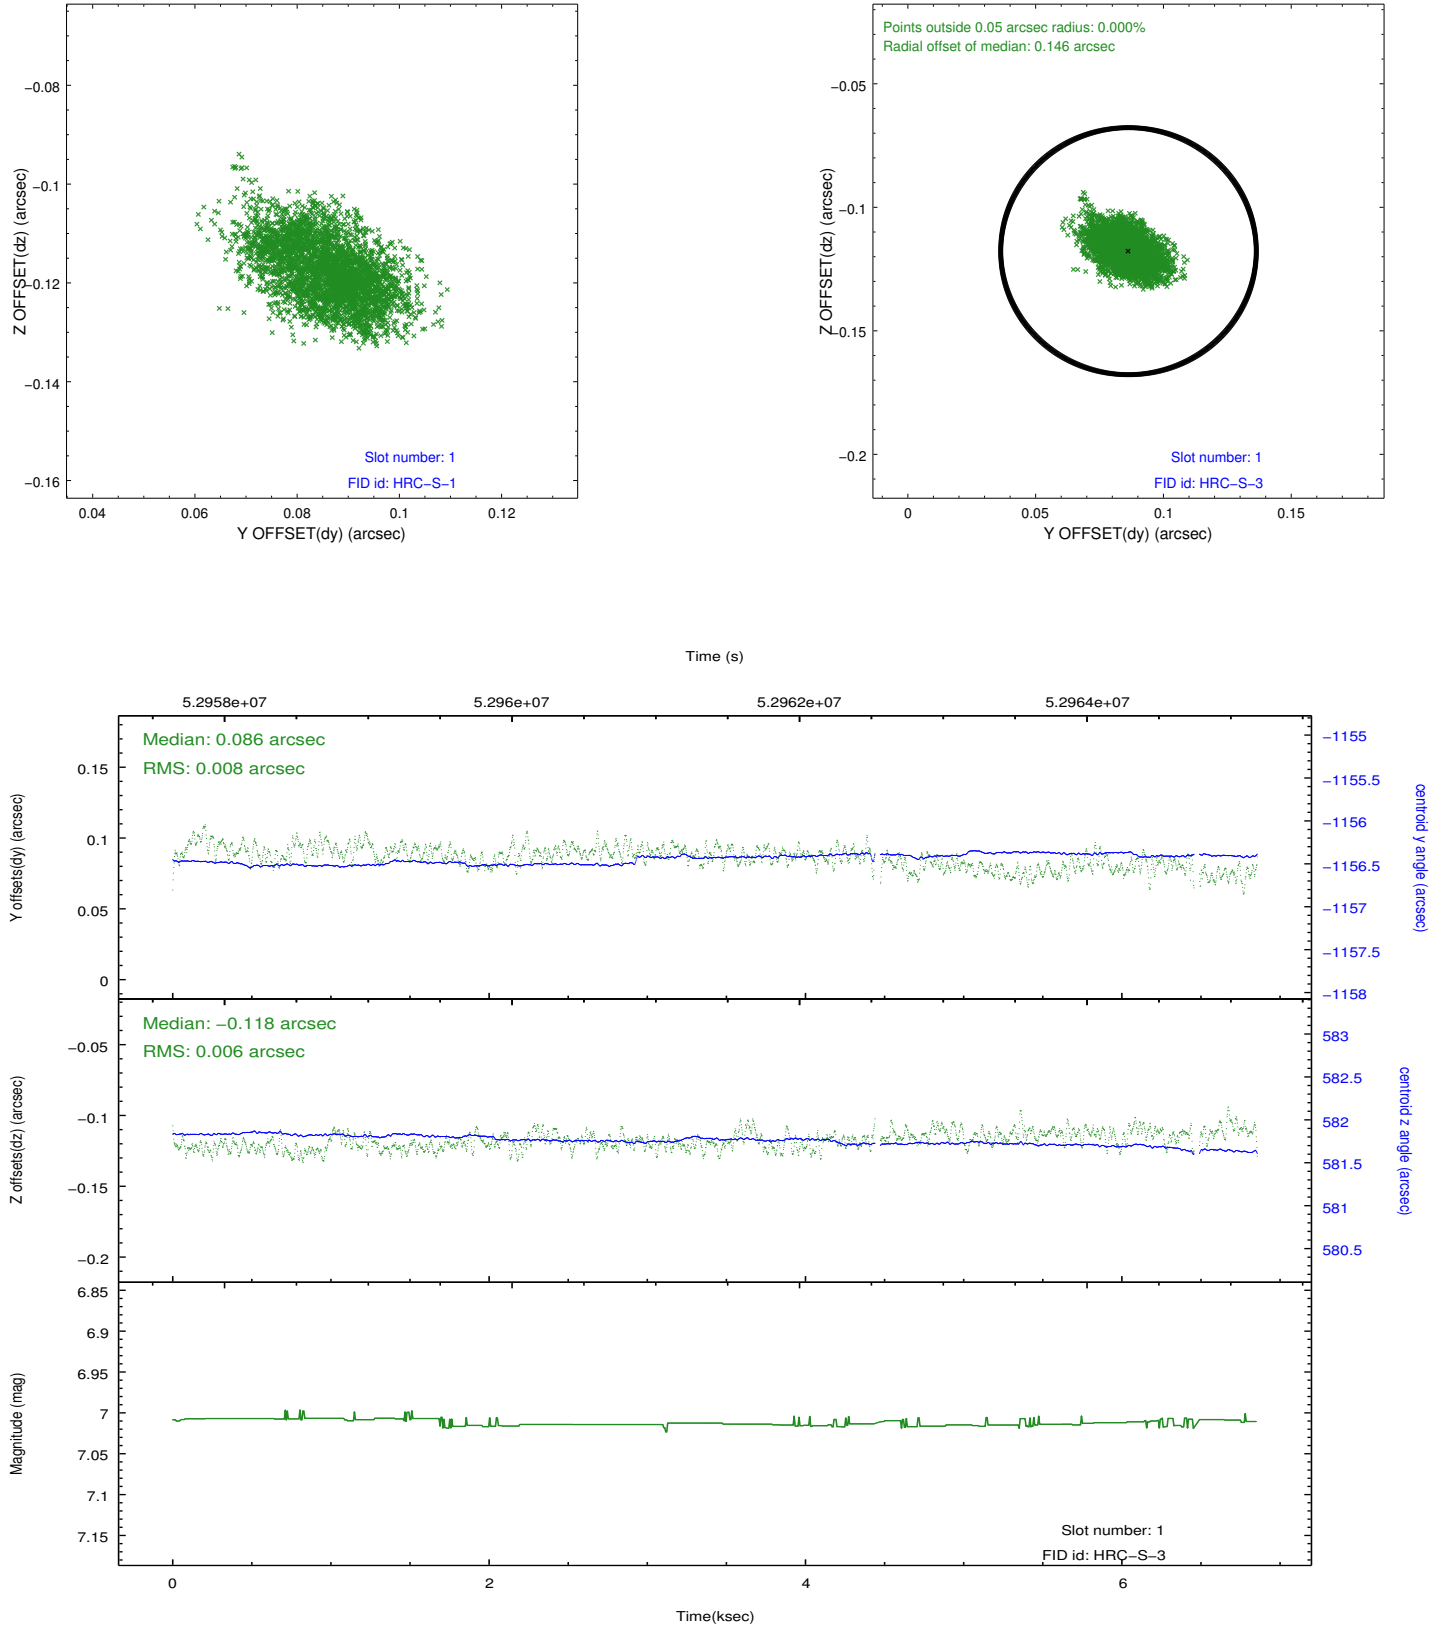 −0.08
−0.1
−0.12
−0.14
−0.16
Z OFFSET(dz) (arcsec)
0.04
0.06
0.08
0.1
0.12
Y OFFSET(dy) (arcsec)
Slot number: 1
FID id: HRC−S−1
Points outside 0.05 arcsec radius: 0.000%
Radial offset of median: 0.146 arcsec
−0.05
−0.1
−0.15
−0.2
Z OFFSET(dz) (arcsec)
0
0.05
0.1
0.15
Y OFFSET(dy) (arcsec)
Slot number: 1
FID id: HRC−S−3
Time (s)
5.2958e+07
5.296e+07
5.2962e+07
5.2964e+07
Median: 0.086 arcsec
RMS: 0.008 arcsec
0.15
0.1
0.05
0
Y offsets(dy) (arcsec)
−1155
−1155.5
−1156
−1156.5
−1157
−1157.5
−1158
centroid y angle (arcsec)
Median: −0.118 arcsec
RMS: 0.006 arcsec
−0.05
−0.1
−0.15
−0.2
Z offsets(dz) (arcsec)
583
582.5
582
581.5
581
580.5
centroid z angle (arcsec)
6.85
6.9
6.95
7
7.05
7.1
7.15
Magnitude (mag)
Slot number: 1
FID id: HRC−S−3
0
2
4
6
Time(ksec)